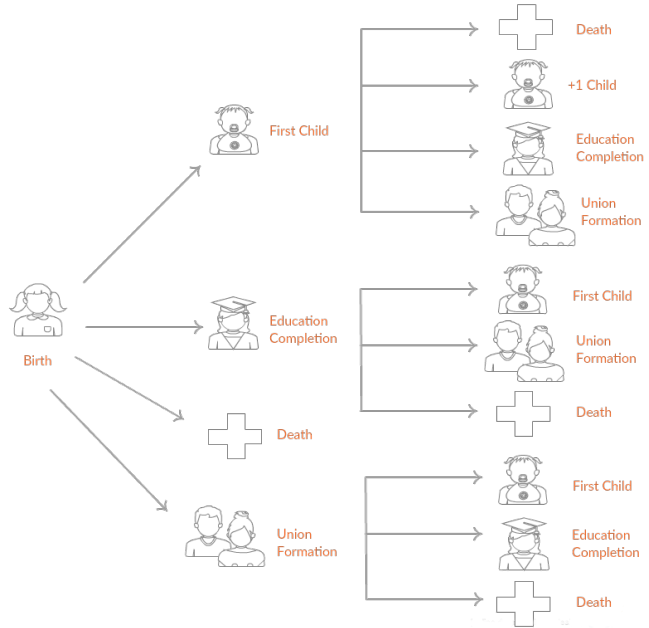 Death
+1 Child
First Child
Education
Completion
Union
Formation
Birth
Education
Completion
First Child
Union
Formation
Death
Death
Union
Formation
First Child
Education
Completion
Death